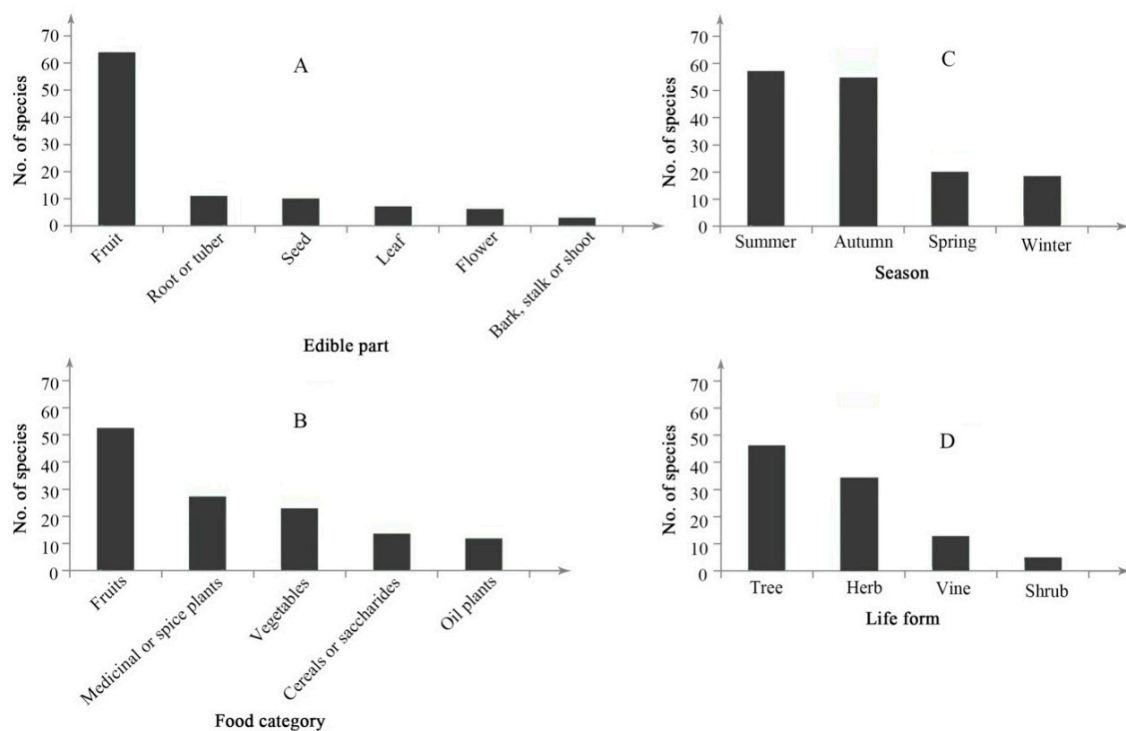 A
No. of species
70
60
50
40
30
20
10
0
Fruit
Root or tuber
Seed
Leaf
Flower
Bark, stalk or shoot
Edible part
C
No. of species
70
60
50
40
30
20
10
0
Summer
Autumn
Spring
Winter
Season
B
No. of species
70
60
50
40
30
20
10
0
Fruits
Medicinal or spice plants
Vegetables
Cereals or saccharides
Oil plants
Food category
D
No. of species
70
60
50
40
30
20
10
0
Tree
Herb
Vine
Shrub
Life form